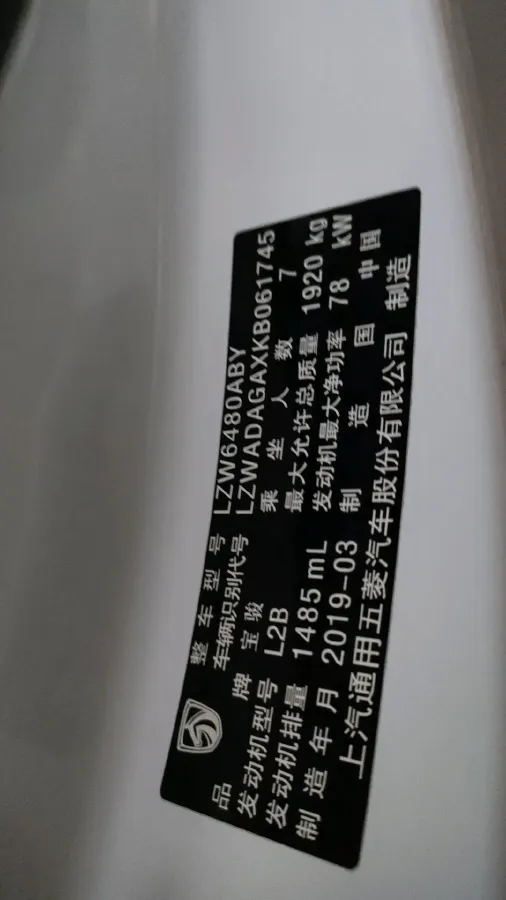 整车型号 LZW6480ABY
车辆识别代号 LZWADAGAXKB061745
品牌 宝骏 乘坐人数 7
发动机型号 L2B 最大允许总质量 1920 kg
发动机排量 1485 mL 发动机最大净功率 78 kW
制造年月 2019-03 制造国 中国
上汽通用五菱汽车股份有限公司 制造